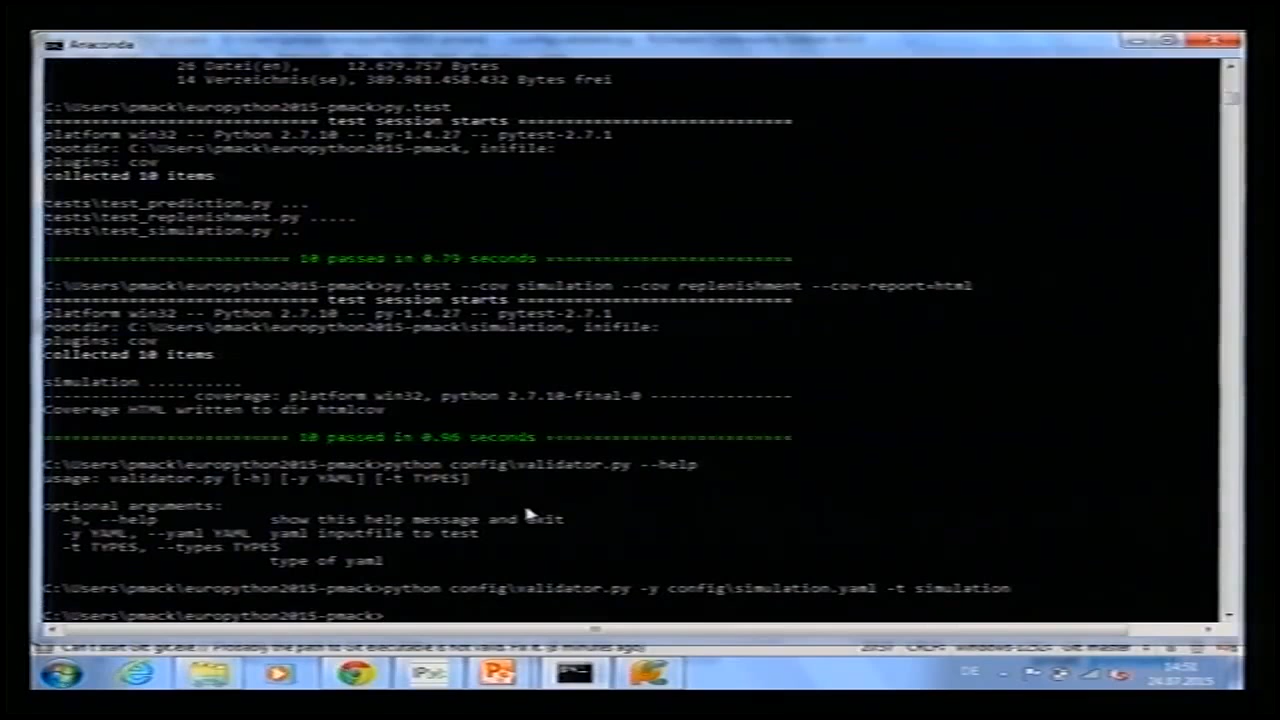 Anaconda
26 Datei(en), 12.679.757 Bytes
14 Verzeichnis(se), 389.981.458.432 Bytes frei
C:\Users\pmack\europython2015-pmack>py.test
============================= test session starts =============================
platform win32 -- Python 2.7.10 -- py-1.4.27 -- pytest-2.7.1
rootdir: C:\Users\pmack\europython2015-pmack, inifile:
plugins: cov
collected 10 items
tests\test_prediction.py ...
tests\test_replenishment.py .....
tests\test_simulation.py ..
========================== 10 passed in 0.79 seconds ==========================
C:\Users\pmack\europython2015-pmack>py.test --cov simulation --cov replenishment --cov-report=html
============================= test session starts =============================
platform win32 -- Python 2.7.10 -- py-1.4.27 -- pytest-2.7.1
rootdir: C:\Users\pmack\europython2015-pmack\simulation, inifile:
plugins: cov
collected 10 items
simulation ..........
--------------- coverage: platform win32, python 2.7.10-final-0 ---------------
Coverage HTML written to dir htmlcov
========================== 10 passed in 0.96 seconds ==========================
C:\Users\pmack\europython2015-pmack>python config\validator.py --help
usage: validator.py [-h] [-y YAML] [-t TYPES]
optional arguments:
-h, --help show this help message and exit
-y YAML, --yaml YAML yaml inputfile to test
-t TYPES, --types TYPES
type of yaml
C:\Users\pmack\europython2015-pmack>python config\validator.py -y config\simulation.yaml -t simulation
C:\Users\pmack\europython2015-pmack>
DE
14:51
24.07.2015